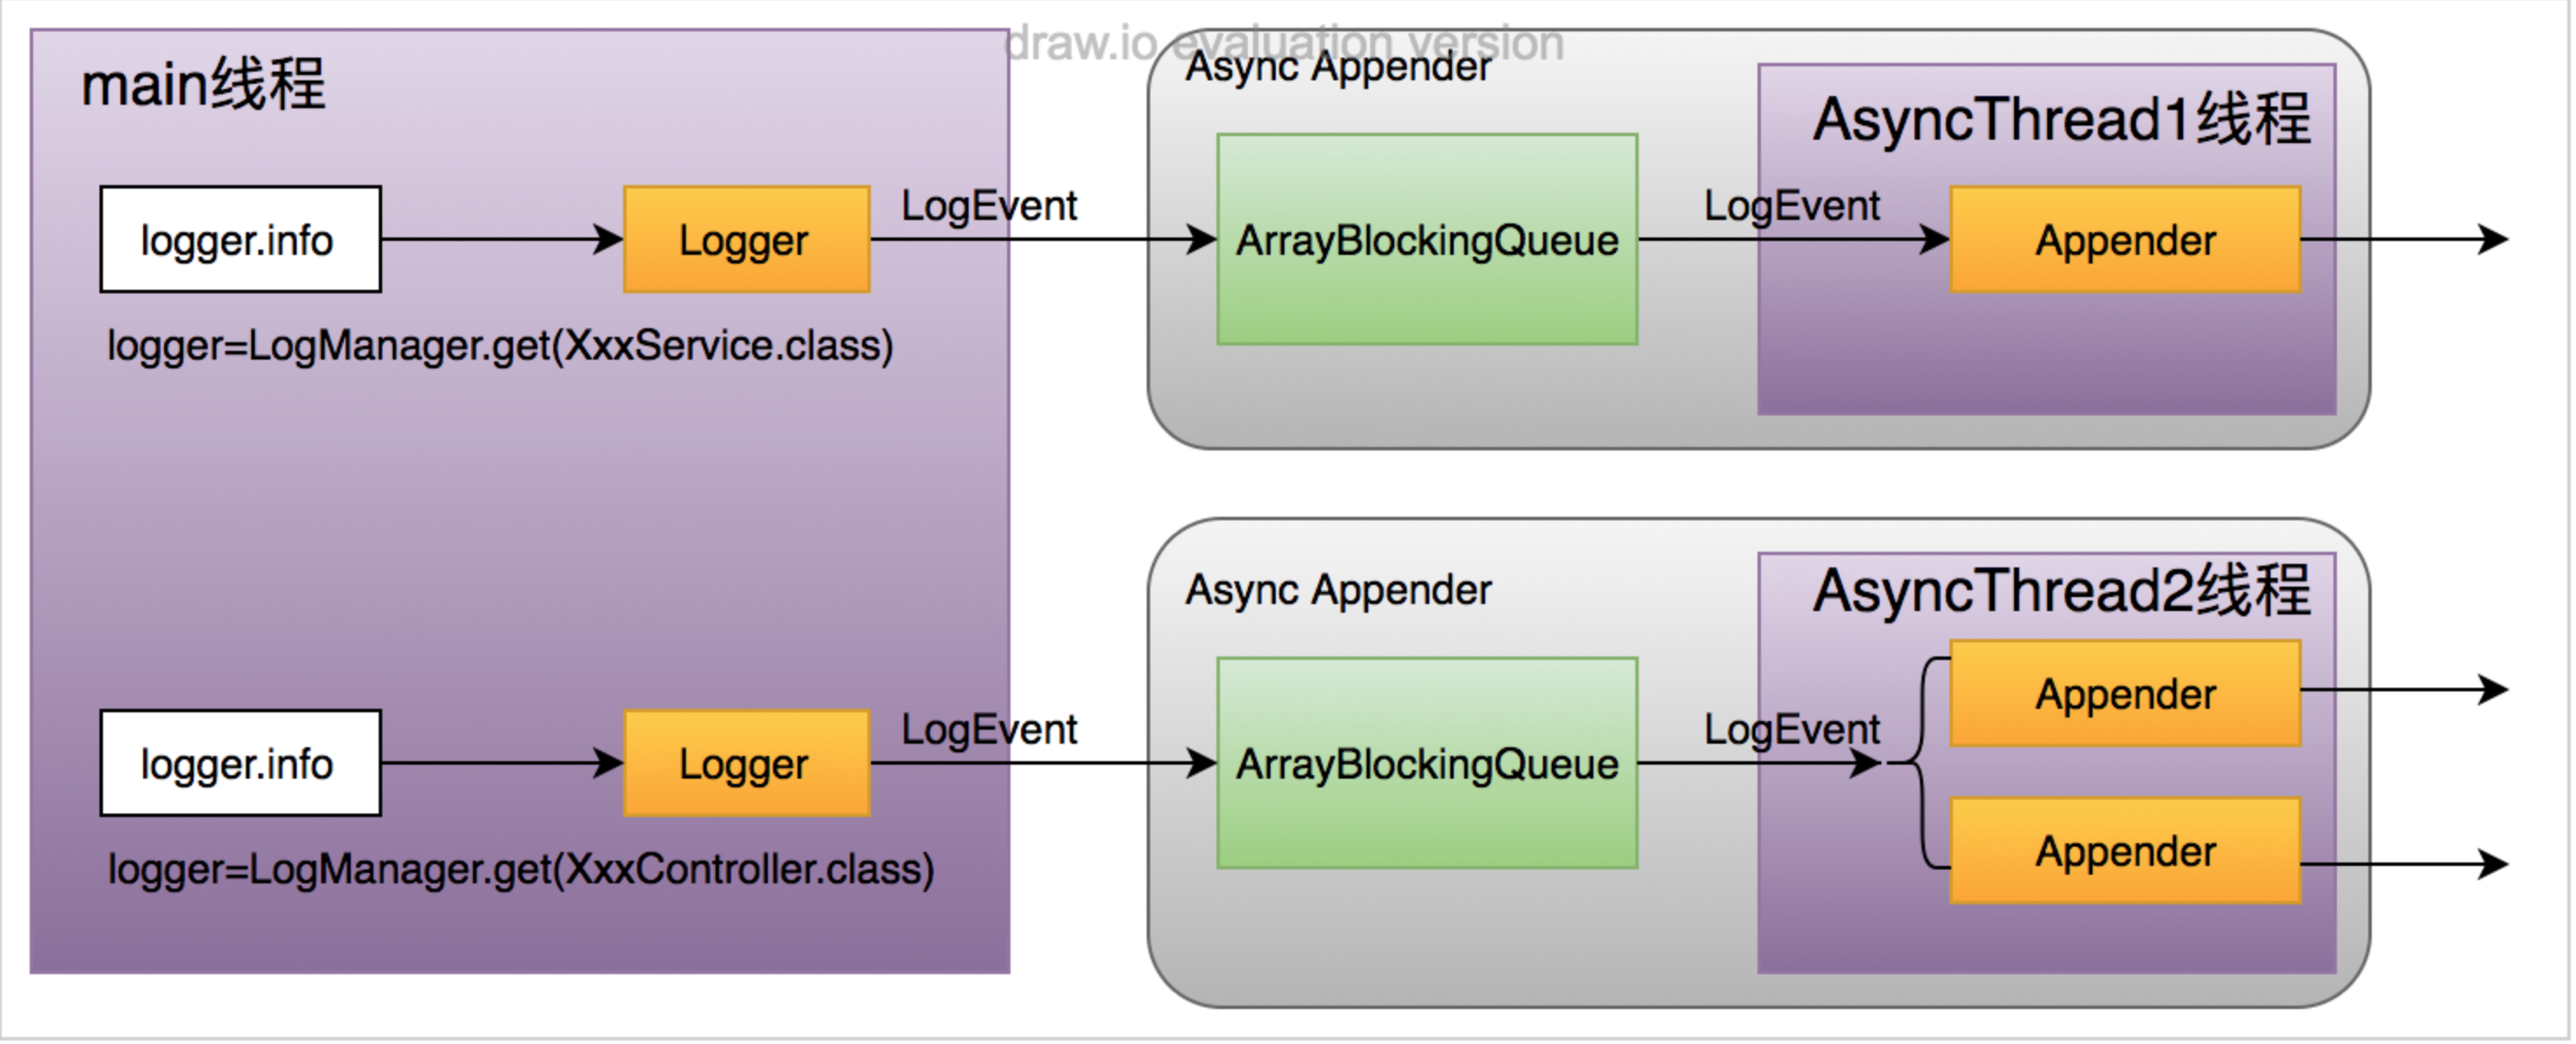 draw.io evaluation version
main线程
logger.info
Logger
LogEvent
logger=LogManager.get(XxxService.class)
Async Appender
ArrayBlockingQueue
LogEvent
AsyncThread1线程
Appender
logger.info
Logger
LogEvent
logger=LogManager.get(XxxController.class)
Async Appender
ArrayBlockingQueue
LogEvent
AsyncThread2线程
Appender
Appender